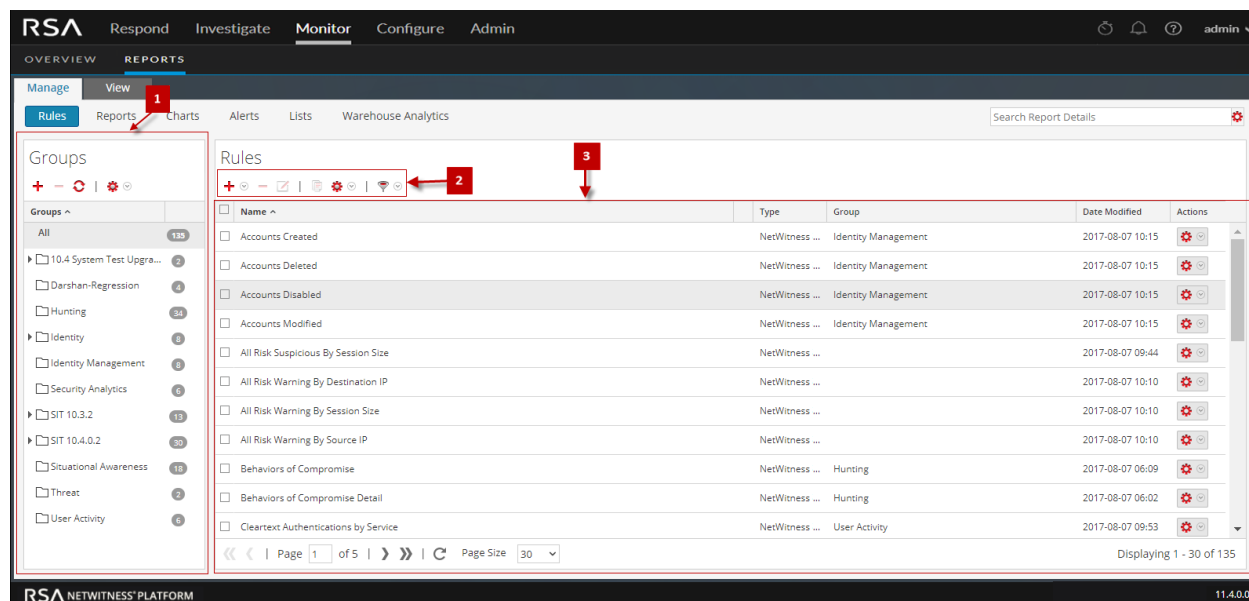 RSA Respond Investigate Monitor Configure Admin admin
OVERVIEW REPORTS
Manage View
1
Rules Reports Charts Alerts Lists Warehouse Analytics Search Report Details
Groups
Groups
All 135
10.4 System Test Upgra... 2
Darshan-Regression 4
Hunting 34
Identity 8
Identity Management 8
Security Analytics 6
SIT 10.3.2 13
SIT 10.4.0.2 30
Situational Awareness 18
Threat 2
User Activity 6
Rules
2
3
Name Type Group Date Modified Actions
Accounts Created NetWitness ... Identity Management 2017-08-07 10:15
Accounts Deleted NetWitness ... Identity Management 2017-08-07 10:15
Accounts Disabled NetWitness ... Identity Management 2017-08-07 10:15
Accounts Modified NetWitness ... Identity Management 2017-08-07 10:15
All Risk Suspicious By Session Size NetWitness ... 2017-08-07 09:44
All Risk Warning By Destination IP NetWitness ... 2017-08-07 10:10
All Risk Warning By Session Size NetWitness ... 2017-08-07 10:10
All Risk Warning By Source IP NetWitness ... 2017-08-07 10:10
Behaviors of Compromise NetWitness ... Hunting 2017-08-07 06:09
Behaviors of Compromise Detail NetWitness ... Hunting 2017-08-07 06:02
Cleartext Authentications by Service NetWitness ... User Activity 2017-08-07 09:53
Page 1 of 5 Page Size 30 Displaying 1 - 30 of 135
RSA NETWITNESS® PLATFORM 11.4.0.0